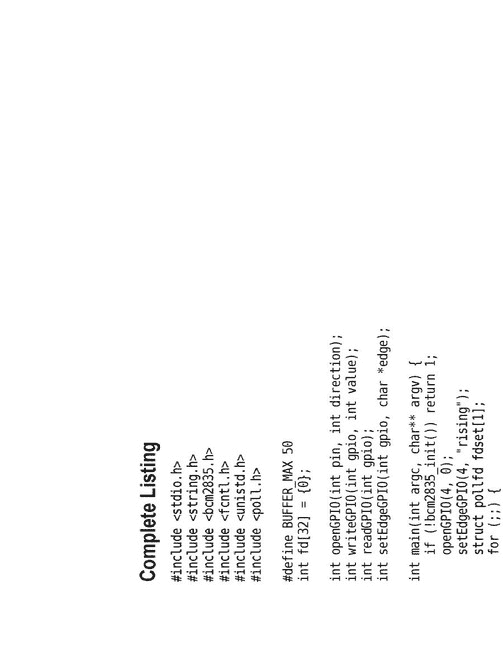 Complete Listing
#include <stdio.h>
#include <string.h>
#include <bcm2835.h>
#include <fcntl.h>
#include <unistd.h>
#include <poll.h>
#define BUFFER_MAX 50
int fd[32] = {0};
int openGPIO(int pin, int direction);
int writeGPIO(int gpio, int value);
int readGPIO(int gpio);
int setEdgeGPIO(int gpio, char *edge);
int main(int argc, char** argv) {
if (!bcm2835_init()) return 1;
openGPIO(4, 0);
setEdgeGPIO(4, "rising");
struct pollfd fdset[1];
for (;;) {